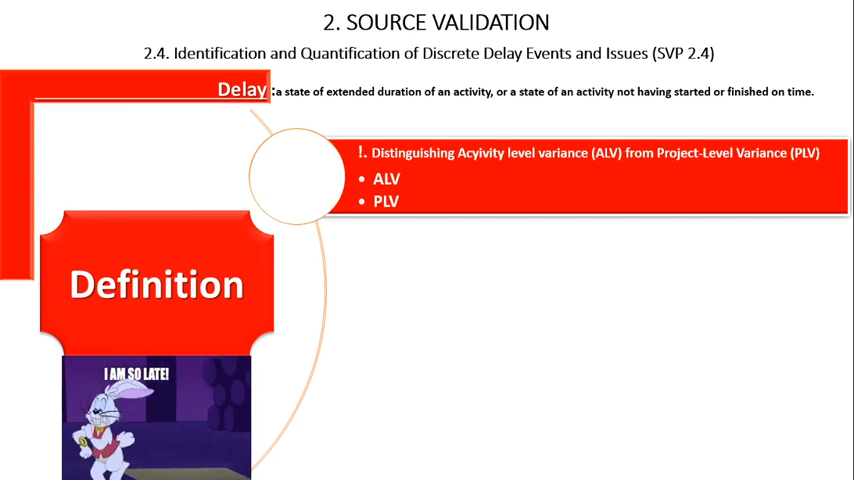 2. SOURCE VALIDATION
2.4. Identification and Quantification of Discrete Delay Events and Issues (SVP 2.4)
Delay :a state of extended duration of an activity, or a state of an activity not having started or finished on time.
!. Distinguishing Acyivity level variance (ALV) from Project-Level Variance (PLV)
• ALV
• PLV
Definition
I AM SO LATE!